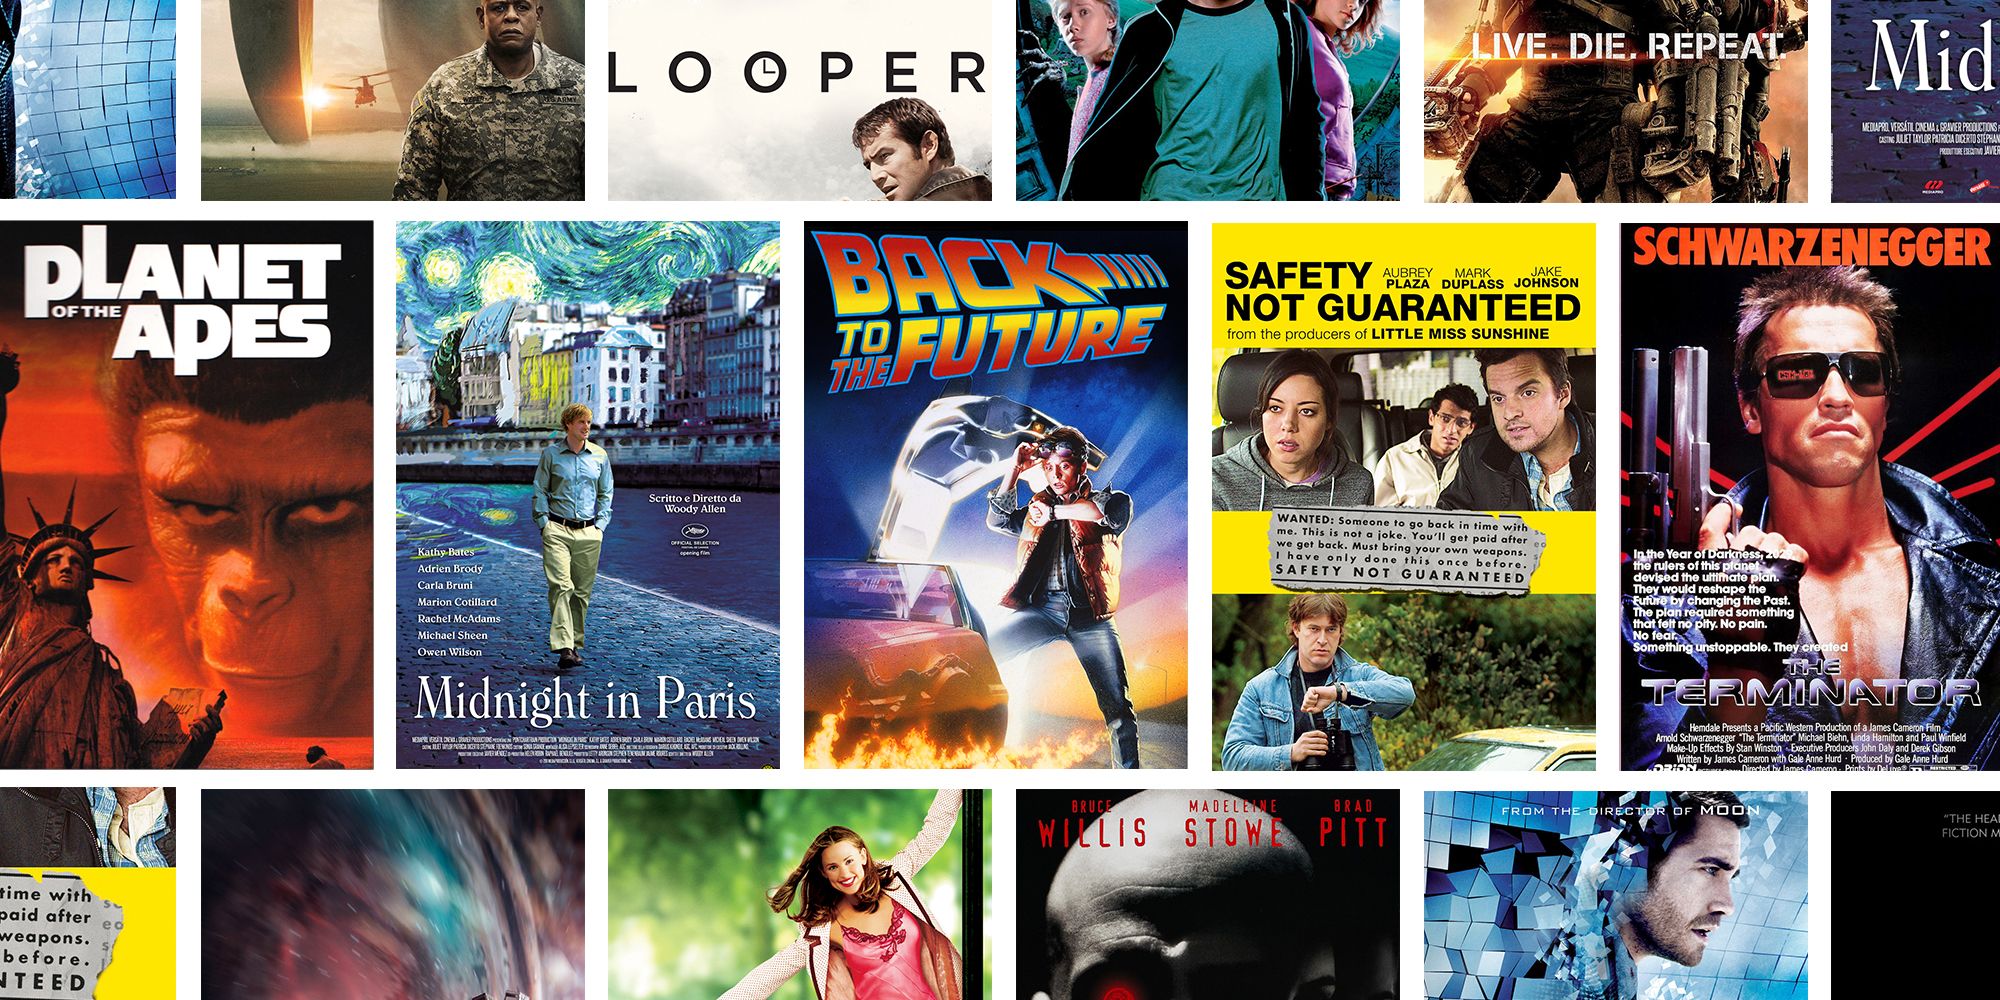 LOOPER
LIVE. DIE. REPEAT.
Mid
MEDIAPRO, VERSÁTIL CINEMA & GRAVIER PRODUCTIONS
CASTING JULIET TAYLOR PATRICIA DICERTO
MEDIAPRO
PLANET
OF THE
APES
Scritto e Diretto da
Woody Allen
OFFICIAL SELECTION
FESTIVAL DE CANNES
opening film
Kathy Bates
Adrien Brody
Carla Bruni
Marion Cotillard
Rachel McAdams
Michael Sheen
Owen Wilson
Midnight in Paris
BACK
TO
THE FUTURE
SAFETY AUBREY PLAZA MARK DUPLASS JAKE JOHNSON
NOT GUARANTEED
from the producers of LITTLE MISS SUNSHINE
WANTED: Someone to go back in time with
me. This is not a joke. You'll get paid after
we get back. Must bring your own weapons.
I have only done this once before.
SAFETY NOT GUARANTEED
SCHWARZENEGGER
In the Year of Darkness, 2029,
the rulers of this planet
devised the ultimate plan.
They would reshape the
Future by changing the Past.
The plan required something
that felt no pity. No pain.
No fear.
Something unstoppable. They created
THE
TERMINATOR
Hemdale Presents a Pacific Western Production of a James Cameron Film
Arnold Schwarzenegger "The Terminator" Michael Biehn, Linda Hamilton and Paul Winfield
Make-Up Effects By Stan Winston · Executive Producers John Daly and Derek Gibson
Written by James Cameron with Gale Anne Hurd · Produced by Gale Anne Hurd
ORION Directed by James Cameron · Prints by DeLuxe R RESTRICTED
time with
paid after
weapons.
before.
NTEED
BRUCE WILLIS MADELEINE STOWE BRAD PITT
FROM THE DIRECTOR OF MOON
"THE HEA
FICTION M